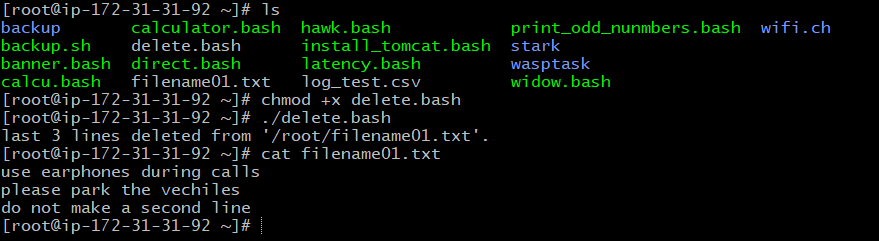 [root@ip-172-31-31-92 ~]# ls
backup calculator.bash hawk.bash print_odd_nunmbers.bash wifi.ch
backup.sh delete.bash install_tomcat.bash stark
banner.bash direct.bash latency.bash wasptask
calcu.bash filename01.txt log_test.csv widow.bash
[root@ip-172-31-31-92 ~]# chmod +x delete.bash
[root@ip-172-31-31-92 ~]# ./delete.bash
last 3 lines deleted from '/root/filename01.txt'.
[root@ip-172-31-31-92 ~]# cat filename01.txt
use earphones during calls
please park the vechiles
do not make a second line
[root@ip-172-31-31-92 ~]#